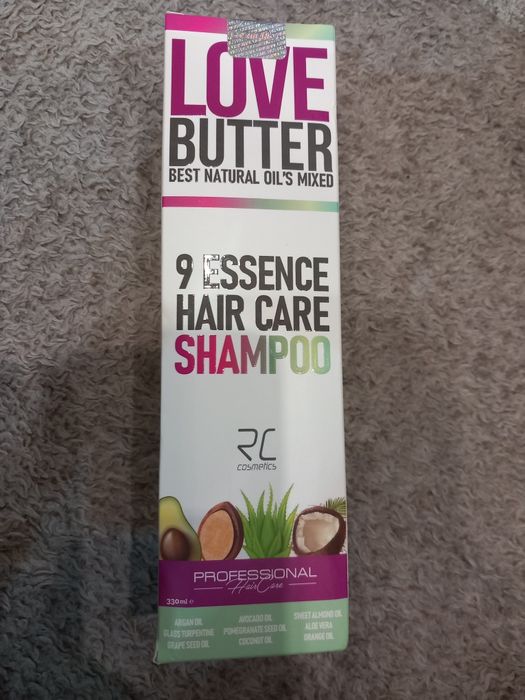 LOVE
BUTTER
BEST NATURAL OIL'S MIXED
9 ESSENCE
HAIR CARE
SHAMPOO
RC
cosmetics
PROFESSIONAL
Hair Care
330ml e
ARGAN OIL
GLASS TURPENTINE
GRAPE SEED OIL
AVOCADO OIL
POMEGRANATE SEED OIL
COCONUT OIL
SWEET ALMOND OIL
ALOE VERA
ORANGE OIL